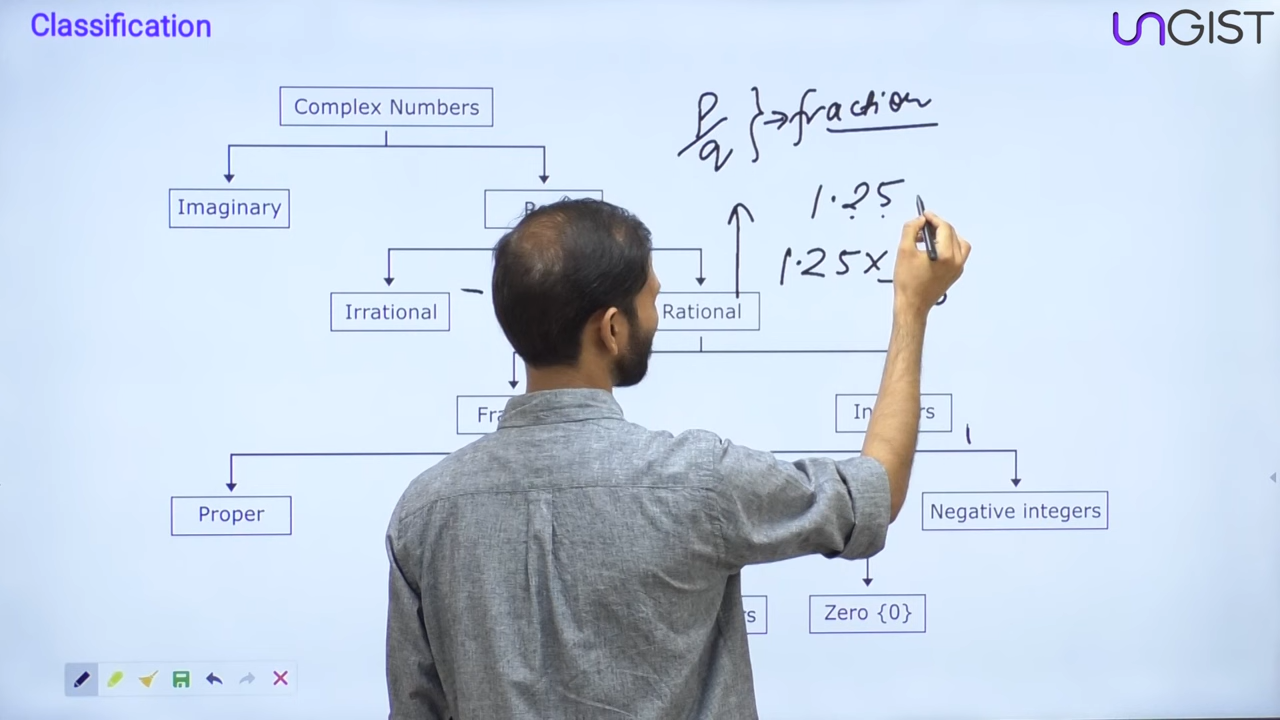 Classification
UNGIST
Complex Numbers
p/q } → fraction
Imaginary
1.25
1.25 x
Irrational
Rational
Proper
Negative integers
Zero {0}